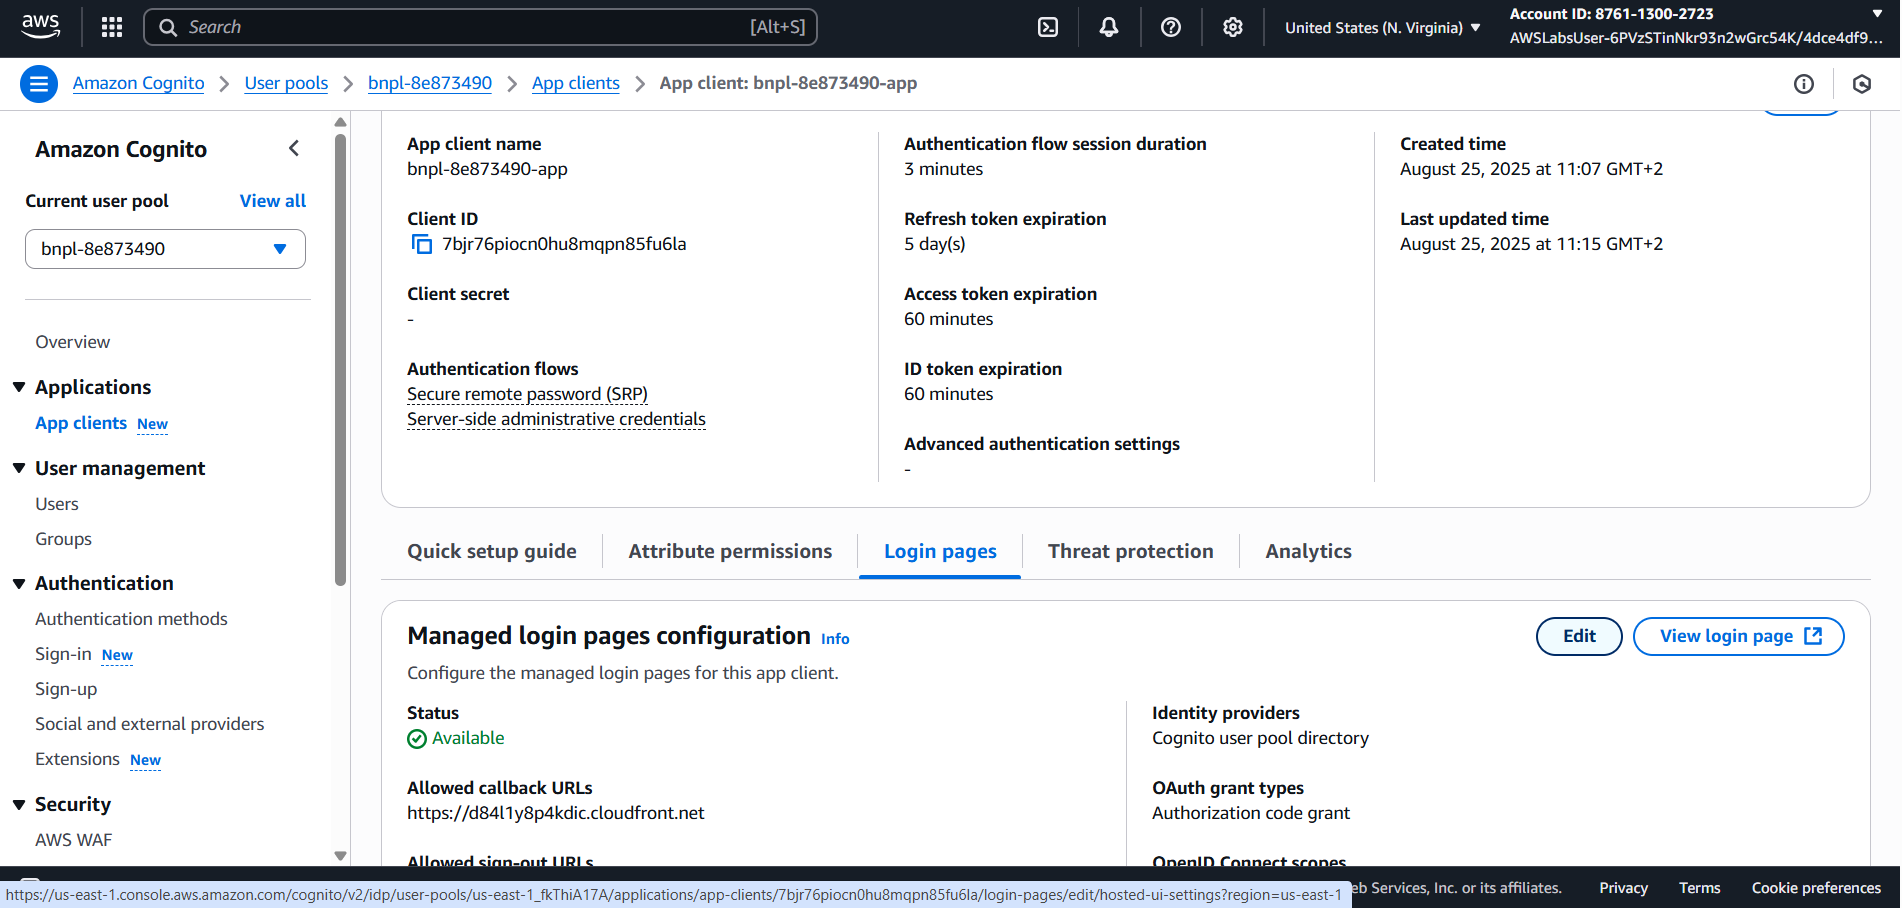 aws
Search
[Alt+S]
United States (N. Virginia)
Account ID: 8761-1300-2723
AWSLabsUser-6PVzSTinNkr93n2wGrc54K/4dce4df9...
Amazon Cognito
User pools
bnpl-8e873490
App clients
App client: bnpl-8e873490-app
Amazon Cognito
Current user pool
View all
bnpl-8e873490
Overview
Applications
App clients New
User management
Users
Groups
Authentication
Authentication methods
Sign-in New
Sign-up
Social and external providers
Extensions New
Security
AWS WAF
App client name
bnpl-8e873490-app
Client ID
7bjr76piocn0hu8mqpn85fu6la
Client secret
-
Authentication flows
Secure remote password (SRP)
Server-side administrative credentials
Authentication flow session duration
3 minutes
Refresh token expiration
5 day(s)
Access token expiration
60 minutes
ID token expiration
60 minutes
Advanced authentication settings
-
Created time
August 25, 2025 at 11:07 GMT+2
Last updated time
August 25, 2025 at 11:15 GMT+2
Quick setup guide
Attribute permissions
Login pages
Threat protection
Analytics
Managed login pages configuration Info
Configure the managed login pages for this app client.
Edit
View login page
Status
Available
Allowed callback URLs
https://d84l1y8p4kdic.cloudfront.net
Allowed sign-out URLs
Identity providers
Cognito user pool directory
OAuth grant types
Authorization code grant
OpenID Connect scopes
https://us-east-1.console.aws.amazon.com/cognito/v2/idp/user-pools/us-east-1_fkThiA17A/applications/app-clients/7bjr76piocn0hu8mqpn85fu6la/login-pages/edit/hosted-ui-settings?region=us-east-1
eb Services, Inc. or its affiliates.
Privacy
Terms
Cookie preferences